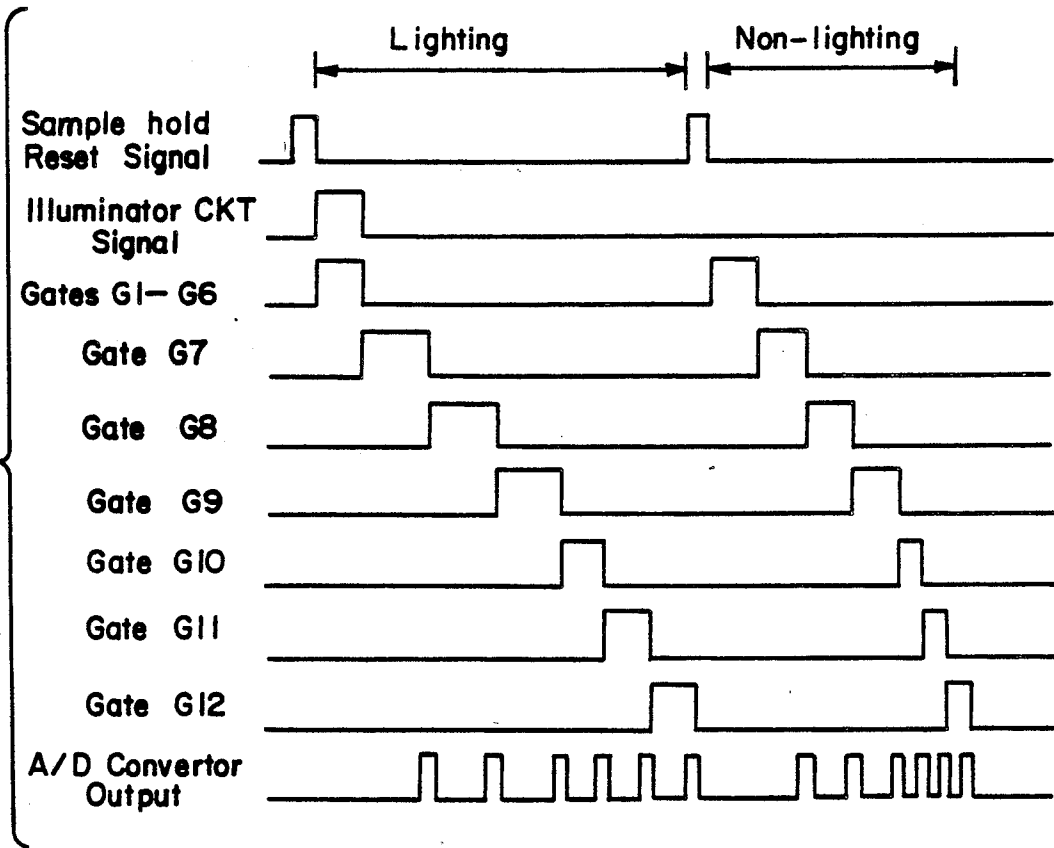 Lighting
Non-lighting
Sample hold
Reset Signal
Illuminator CKT
Signal
Gates G1-G6
Gate G7
Gate G8
Gate G9
Gate G10
Gate G11
Gate G12
A/D Convertor
Output